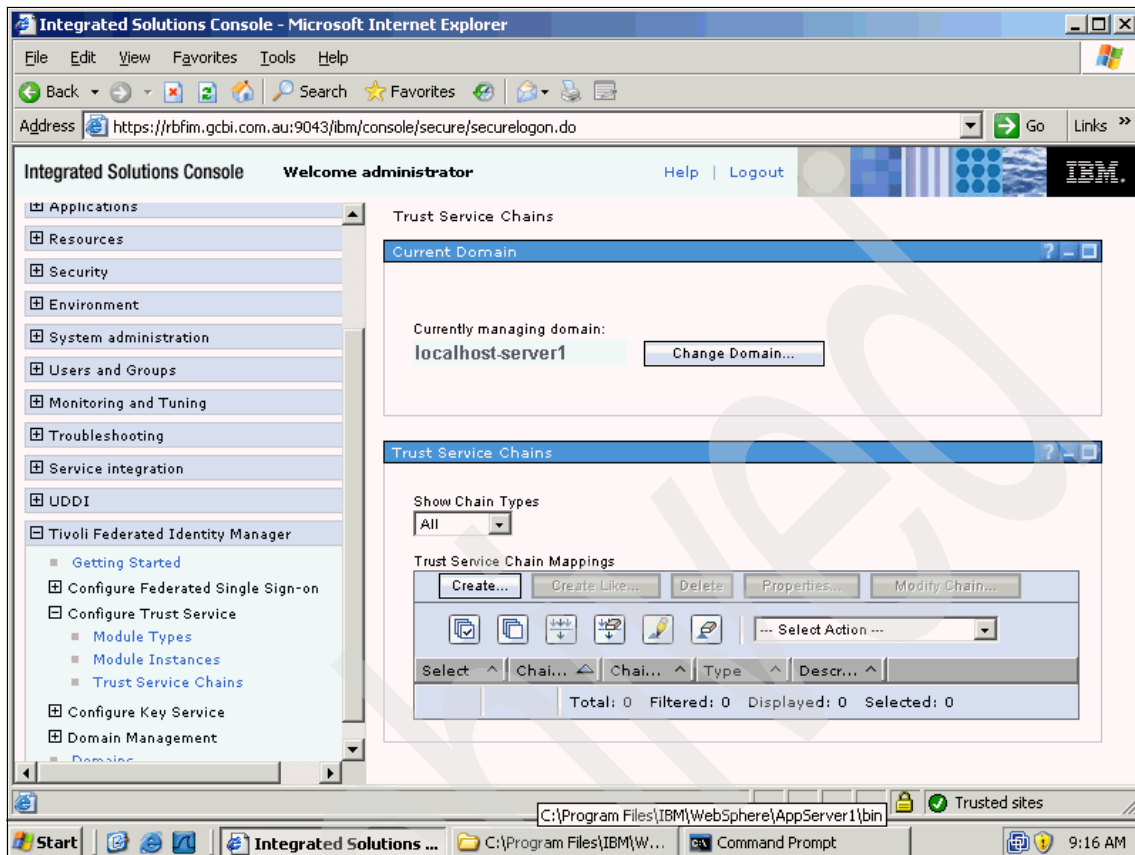 Integrated Solutions Console - Microsoft Internet Explorer
File Edit View Favorites Tools Help
Back Search Favorites
Address https://rbfim.gcbi.com.au:9043/ibm/console/secure/securelogon.do Go Links »
Integrated Solutions Console Welcome administrator Help | Logout IBM.
Applications
Resources
Security
Environment
System administration
Users and Groups
Monitoring and Tuning
Troubleshooting
Service integration
UDDI
Tivoli Federated Identity Manager
Getting Started
Configure Federated Single Sign-on
Configure Trust Service
Module Types
Module Instances
Trust Service Chains
Configure Key Service
Domain Management
Domains
Trust Service Chains
Current Domain
Currently managing domain:
localhost-server1 Change Domain...
Trust Service Chains
Show Chain Types
All
Trust Service Chain Mappings
Create... Create Like... Delete Properties... Modify Chain...
--- Select Action ---
Select Chai... Chai... Type Descr...
Total: 0 Filtered: 0 Displayed: 0 Selected: 0
Trusted sites
C:\Program Files\IBM\WebSphere\AppServer1\bin
Start Integrated Solutions ... C:\Program Files\IBM\W... Command Prompt 9:16 AM